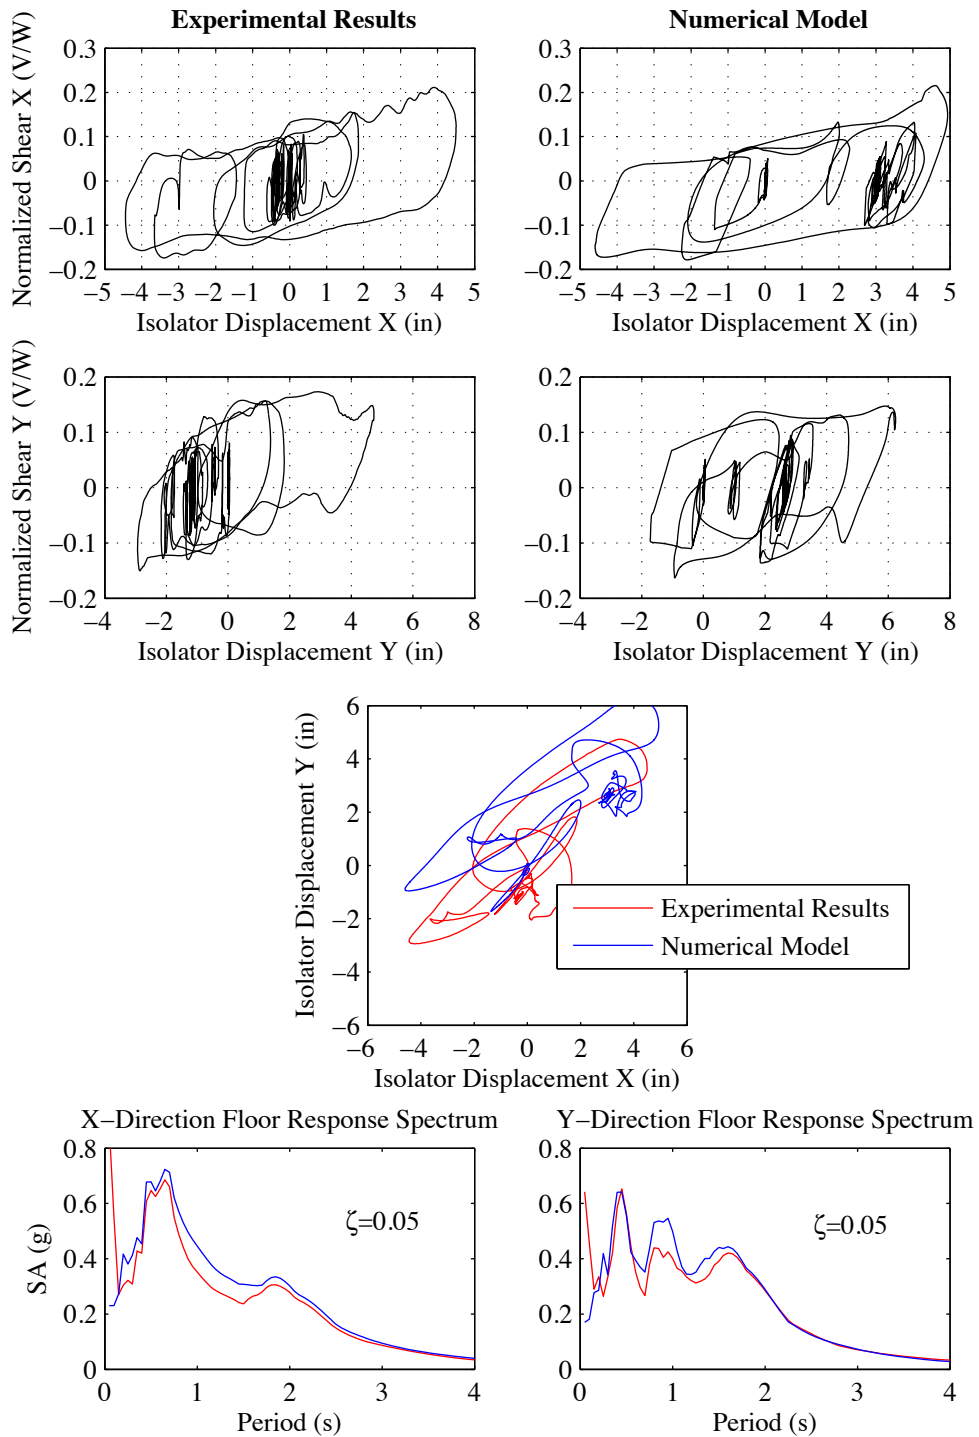 Experimental Results
Numerical Model
Normalized Shear X (V/W)
0.3
0.2
0.1
0
−0.1
−0.2
−5 −4 −3 −2 −1 0 1 2 3 4 5
Isolator Displacement X (in)
0.3
0.2
0.1
0
−0.1
−0.2
−5 −4 −3 −2 −1 0 1 2 3 4 5
Isolator Displacement X (in)
Normalized Shear Y (V/W)
0.2
0.1
0
−0.1
−0.2
−4 −2 0 2 4 6 8
Isolator Displacement Y (in)
0.2
0.1
0
−0.1
−0.2
−4 −2 0 2 4 6 8
Isolator Displacement Y (in)
Isolator Displacement Y (in)
6
4
2
0
−2
−4
−6
−6 −4 −2 0 2 4 6
Isolator Displacement X (in)
Experimental Results
Numerical Model
X−Direction Floor Response Spectrum
SA (g)
0.8
0.6
0.4
0.2
0
ζ=0.05
0 1 2 3 4
Period (s)
Y−Direction Floor Response Spectrum
0.8
0.6
0.4
0.2
0
ζ=0.05
0 1 2 3 4
Period (s)